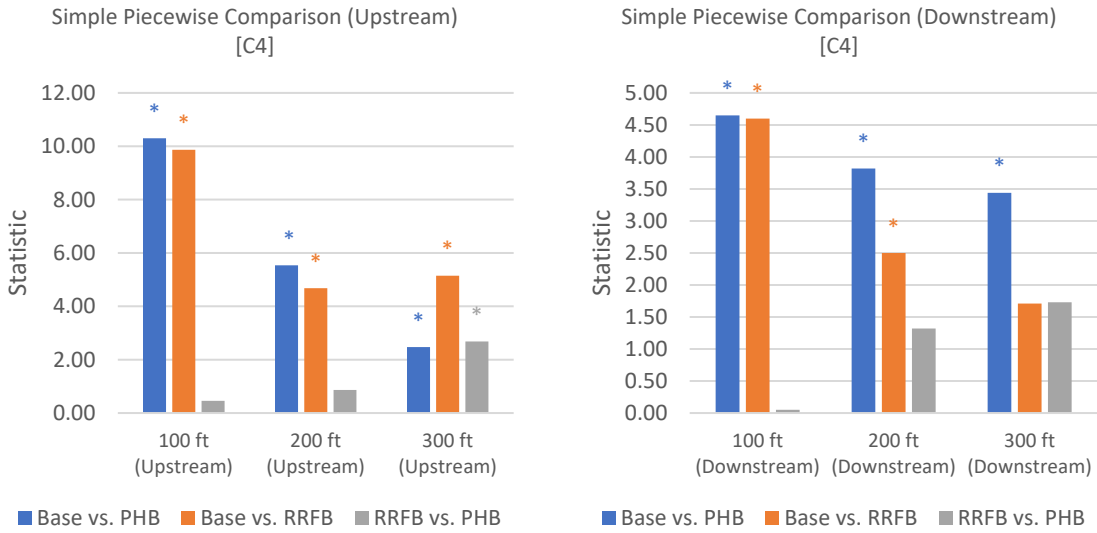 Simple Piecewise Comparison (Upstream)
[C4]
12.00
10.00
8.00
6.00
4.00
2.00
0.00
Statistic
* *
* *
* * *
100 ft
(Upstream)
200 ft
(Upstream)
300 ft
(Upstream)
Base vs. PHB Base vs. RRFB RRFB vs. PHB
Simple Piecewise Comparison (Downstream)
[C4]
5.00
4.50
4.00
3.50
3.00
2.50
2.00
1.50
1.00
0.50
0.00
Statistic
* *
* *
*
100 ft
(Downstream)
200 ft
(Downstream)
300 ft
(Downstream)
Base vs. PHB Base vs. RRFB RRFB vs. PHB